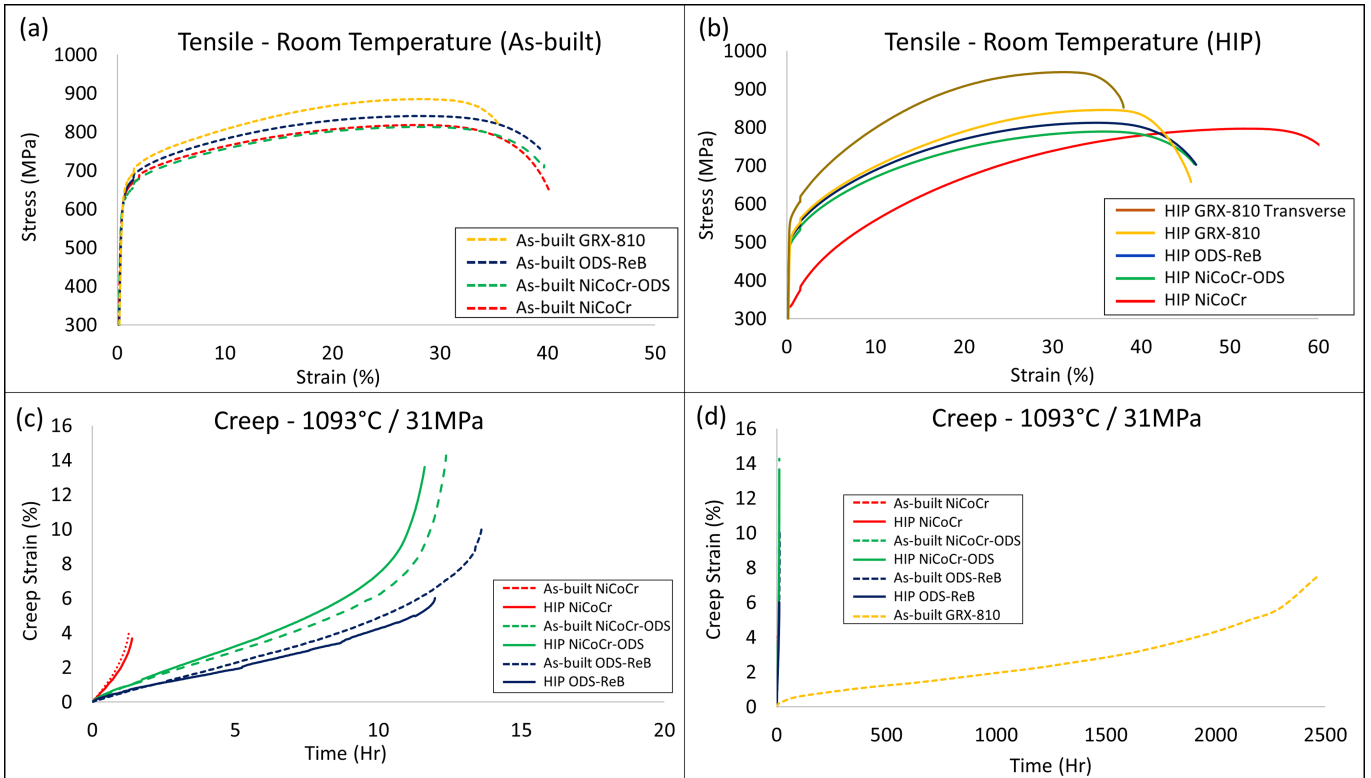 (a)
Tensile - Room Temperature (As-built)
1000
900
800
700
600
500
400
300
Stress (MPa)
0
10
20
30
40
50
Strain (%)
As-built GRX-810
As-built ODS-ReB
As-built NiCoCr-ODS
As-built NiCoCr
(b)
Tensile - Room Temperature (HIP)
1000
900
800
700
600
500
400
300
Stress (MPa)
0
10
20
30
40
50
60
Strain (%)
HIP GRX-810 Transverse
HIP GRX-810
HIP ODS-ReB
HIP NiCoCr-ODS
HIP NiCoCr
(c)
Creep - 1093°C / 31MPa
16
14
12
10
8
6
4
2
0
Creep Strain (%)
0
5
10
15
20
Time (Hr)
As-built NiCoCr
HIP NiCoCr
As-built NiCoCr-ODS
HIP NiCoCr-ODS
As-built ODS-ReB
HIP ODS-ReB
(d)
Creep - 1093°C / 31MPa
16
14
12
10
8
6
4
2
0
Creep Strain (%)
0
500
1000
1500
2000
2500
Time (Hr)
As-built NiCoCr
HIP NiCoCr
As-built NiCoCr-ODS
HIP NiCoCr-ODS
As-built ODS-ReB
HIP ODS-ReB
As-built GRX-810